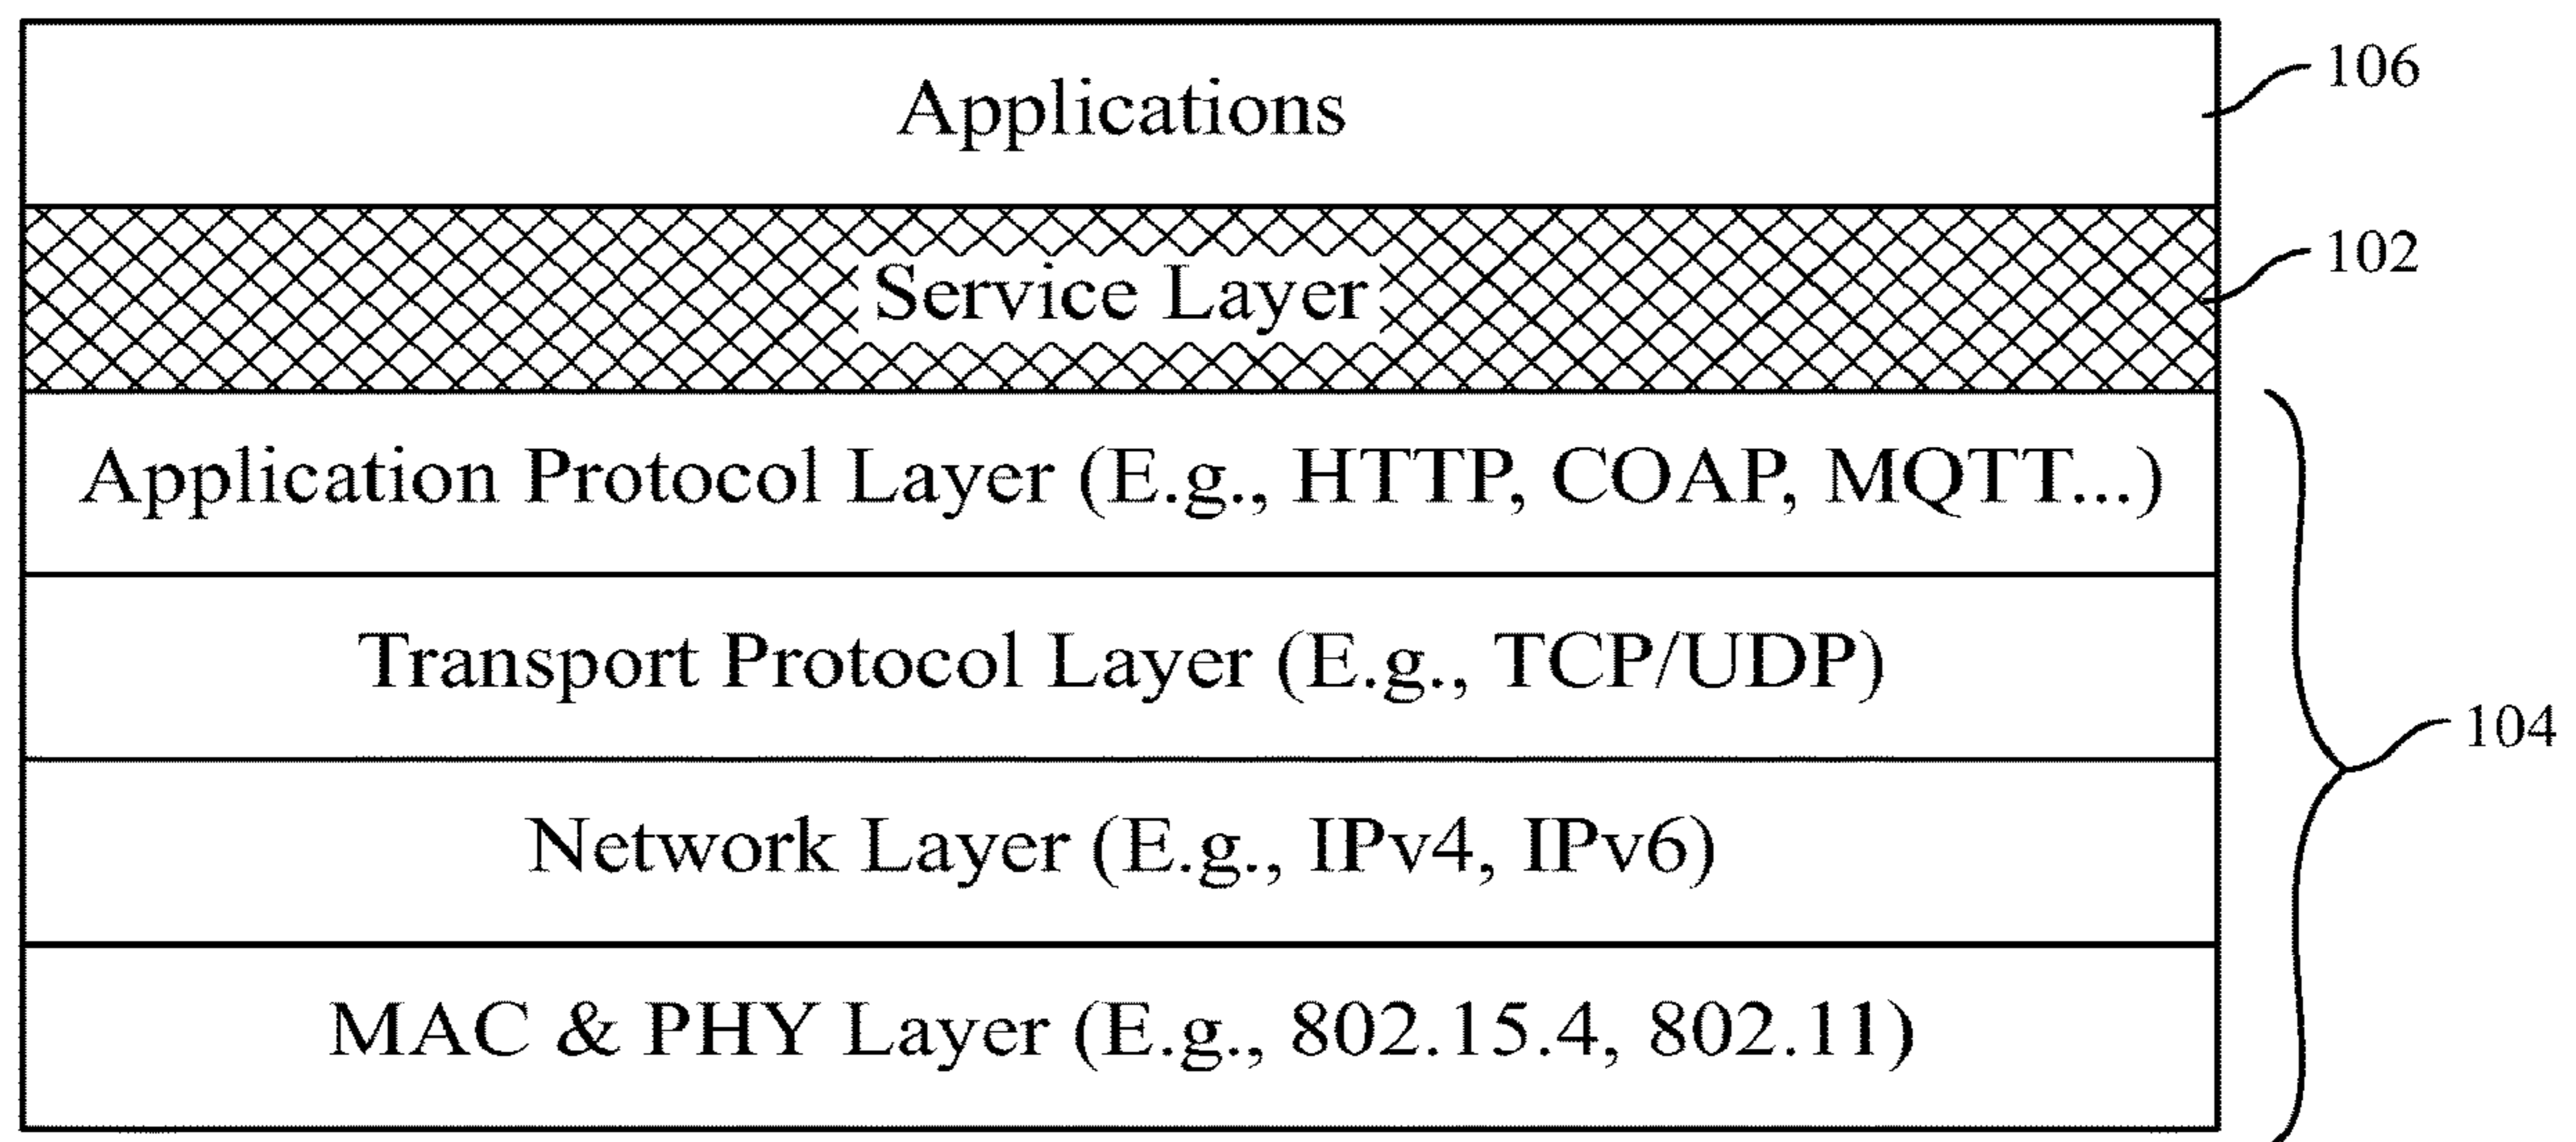 Applications
106
Service Layer
102
Application Protocol Layer (E.g., HTTP, COAP, MQTT...)
Transport Protocol Layer (E.g., TCP/UDP)
104
Network Layer (E.g., IPv4, IPv6)
MAC & PHY Layer (E.g., 802.15.4, 802.11)